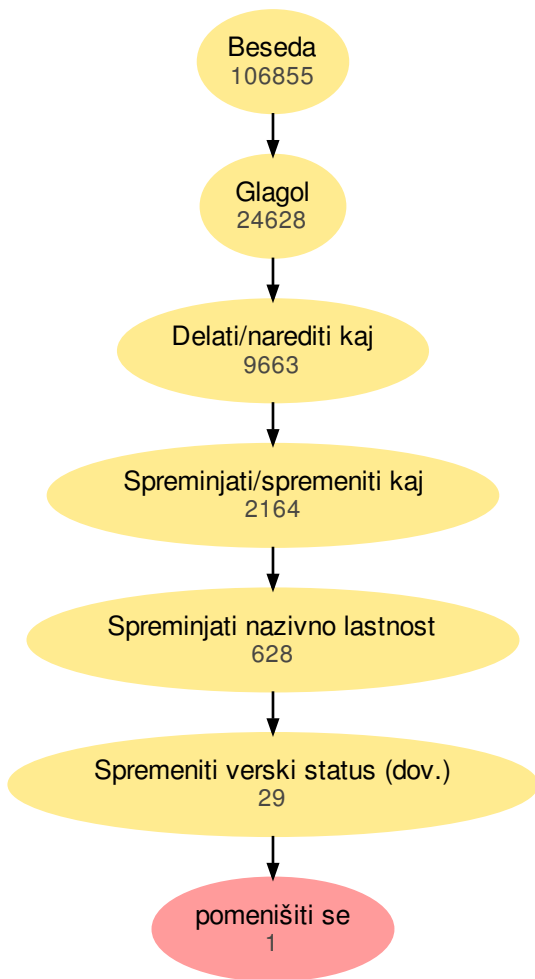 Beseda
106855
Glagol
24628
Delati/narediti kaj
9663
Spreminjati/spremeniti kaj
2164
Spreminjati nazivno lastnost
628
Spremeniti verski status (dov.)
29
pomenišiti se
1